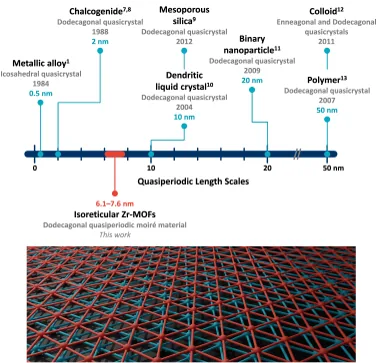 Chalcogenide7,8
Dodecagonal quasicrystal
1988
2 nm
Mesoporous
silica9
Dodecagonal quasicrystal
2012
Colloid12
Enneagonal and Dodecagonal
quasicrystals
2011
Metallic alloy1
Icosahedral quasicrystal
1984
0.5 nm
Dendritic
liquid crystal10
Dodecagonal quasicrystal
2004
10 nm
Binary
nanoparticle11
Dodecagonal quasicrystal
2009
20 nm
Polymer13
Dodecagonal quasicrystal
2007
50 nm
0
10
20
50 nm
//
Quasiperiodic Length Scales
6.1–7.6 nm
Isoreticular Zr-MOFs
Dodecagonal quasiperiodic moiré material
This work